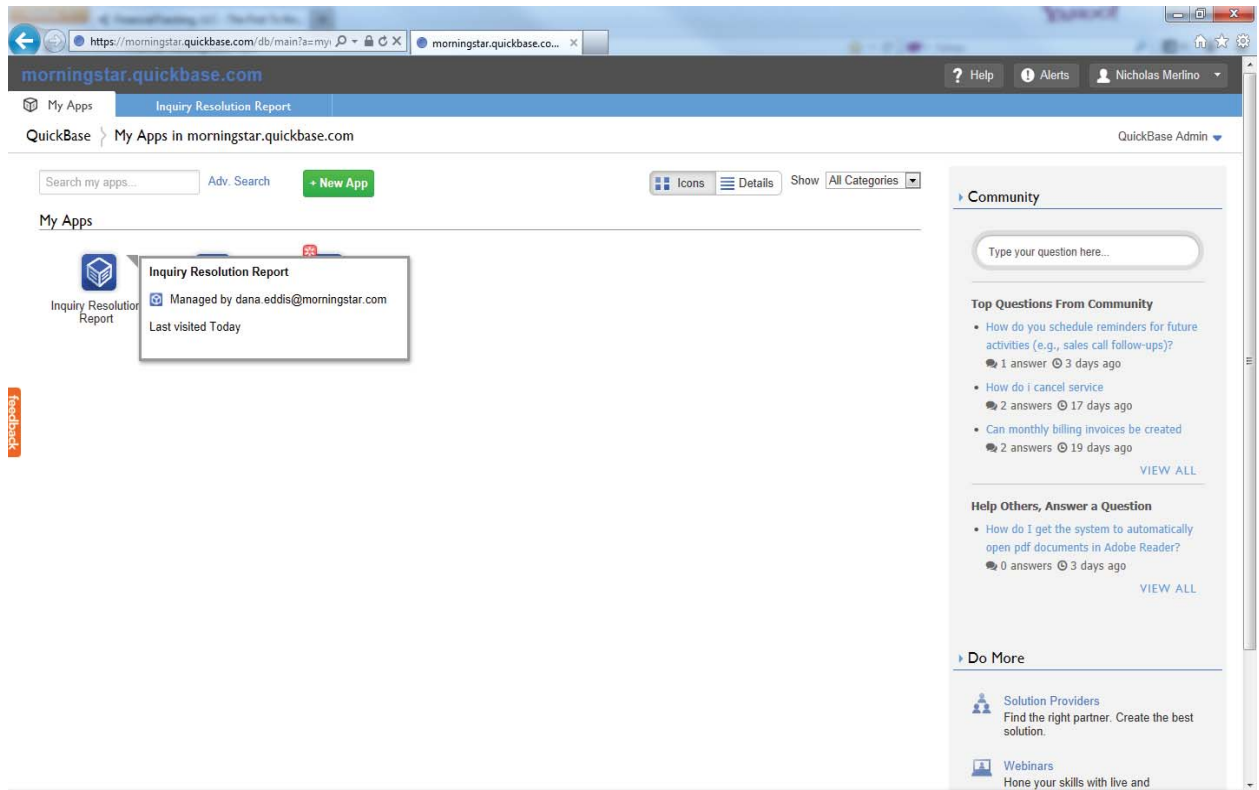 https://morningstar.quickbase.com/db/main?a=my
morningstar.quickbase.co...
morningstar.quickbase.com
? Help
Alerts
Nicholas Merlino
My Apps
Inquiry Resolution Report
QuickBase
My Apps in morningstar.quickbase.com
QuickBase Admin
Search my apps...
Adv. Search
+ New App
Icons
Details
Show
All Categories
My Apps
Inquiry Resolution
Report
Inquiry Resolution Report
Managed by dana.eddis@morningstar.com
Last visited Today
feedback
Community
Type your question here...
Top Questions From Community
• How do you schedule reminders for future
activities (e.g., sales call follow-ups)?
1 answer 3 days ago
• How do i cancel service
2 answers 17 days ago
• Can monthly billing invoices be created
2 answers 19 days ago
VIEW ALL
Help Others, Answer a Question
• How do I get the system to automatically
open pdf documents in Adobe Reader?
0 answers 3 days ago
VIEW ALL
Do More
Solution Providers
Find the right partner. Create the best
solution.
Webinars
Hone your skills with live and